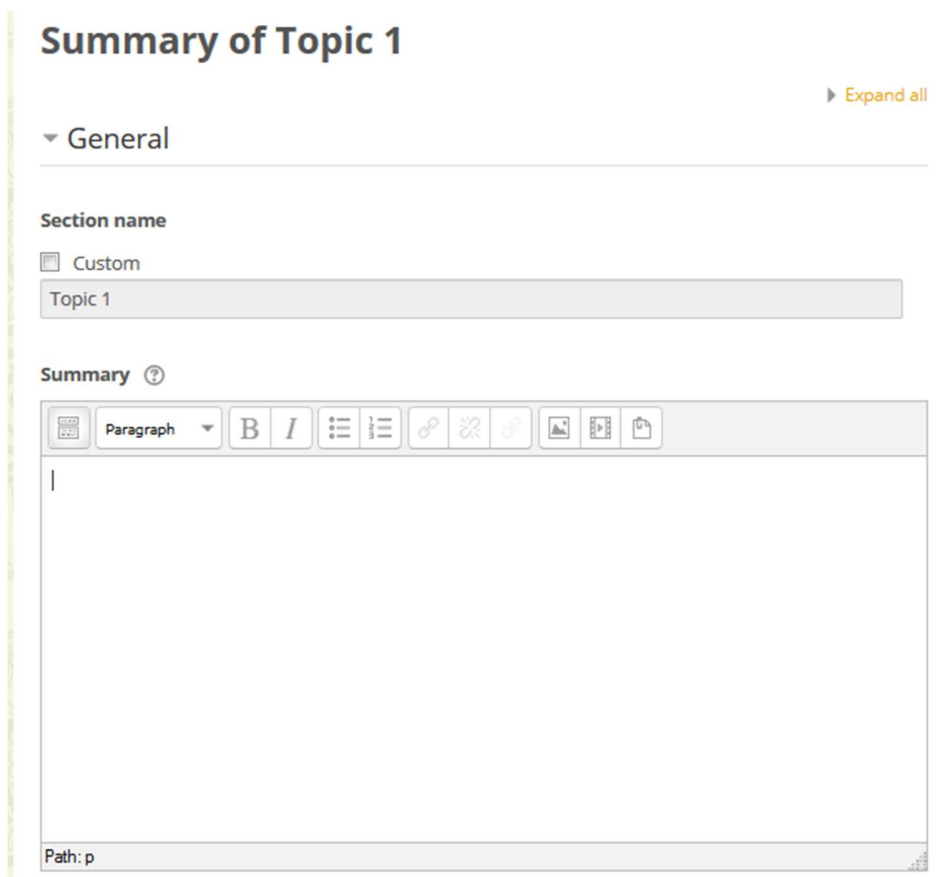 Summary of Topic 1
Expand all
General
Section name
Custom
Topic 1
Summary
Paragraph B I
Path: p